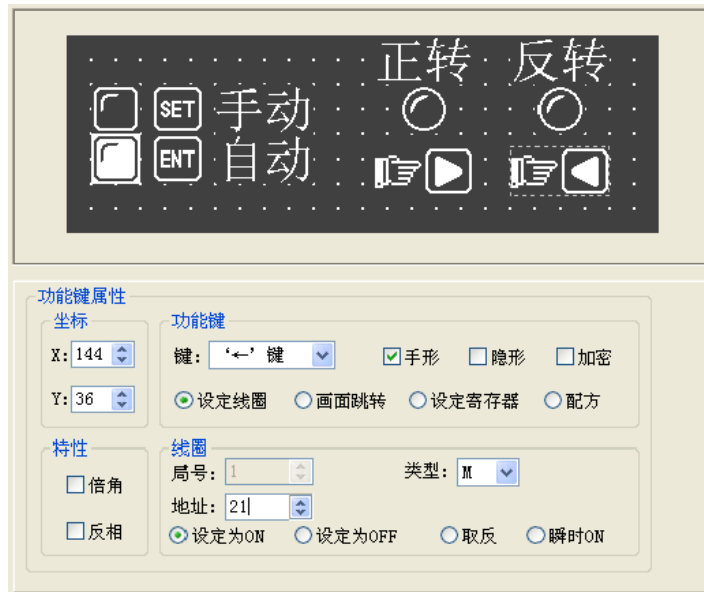 正转 反转
SET 手动
ENT 自动
功能键属性
坐标 功能键
X: 144 键: ‘←’键 手形 隐形 加密
Y: 36 设定线圈 画面跳转 设定寄存器 配方
特性 线圈
倍角 局号: 1 类型: M
地址: 21
反相 设定为ON 设定为OFF 取反 瞬时ON